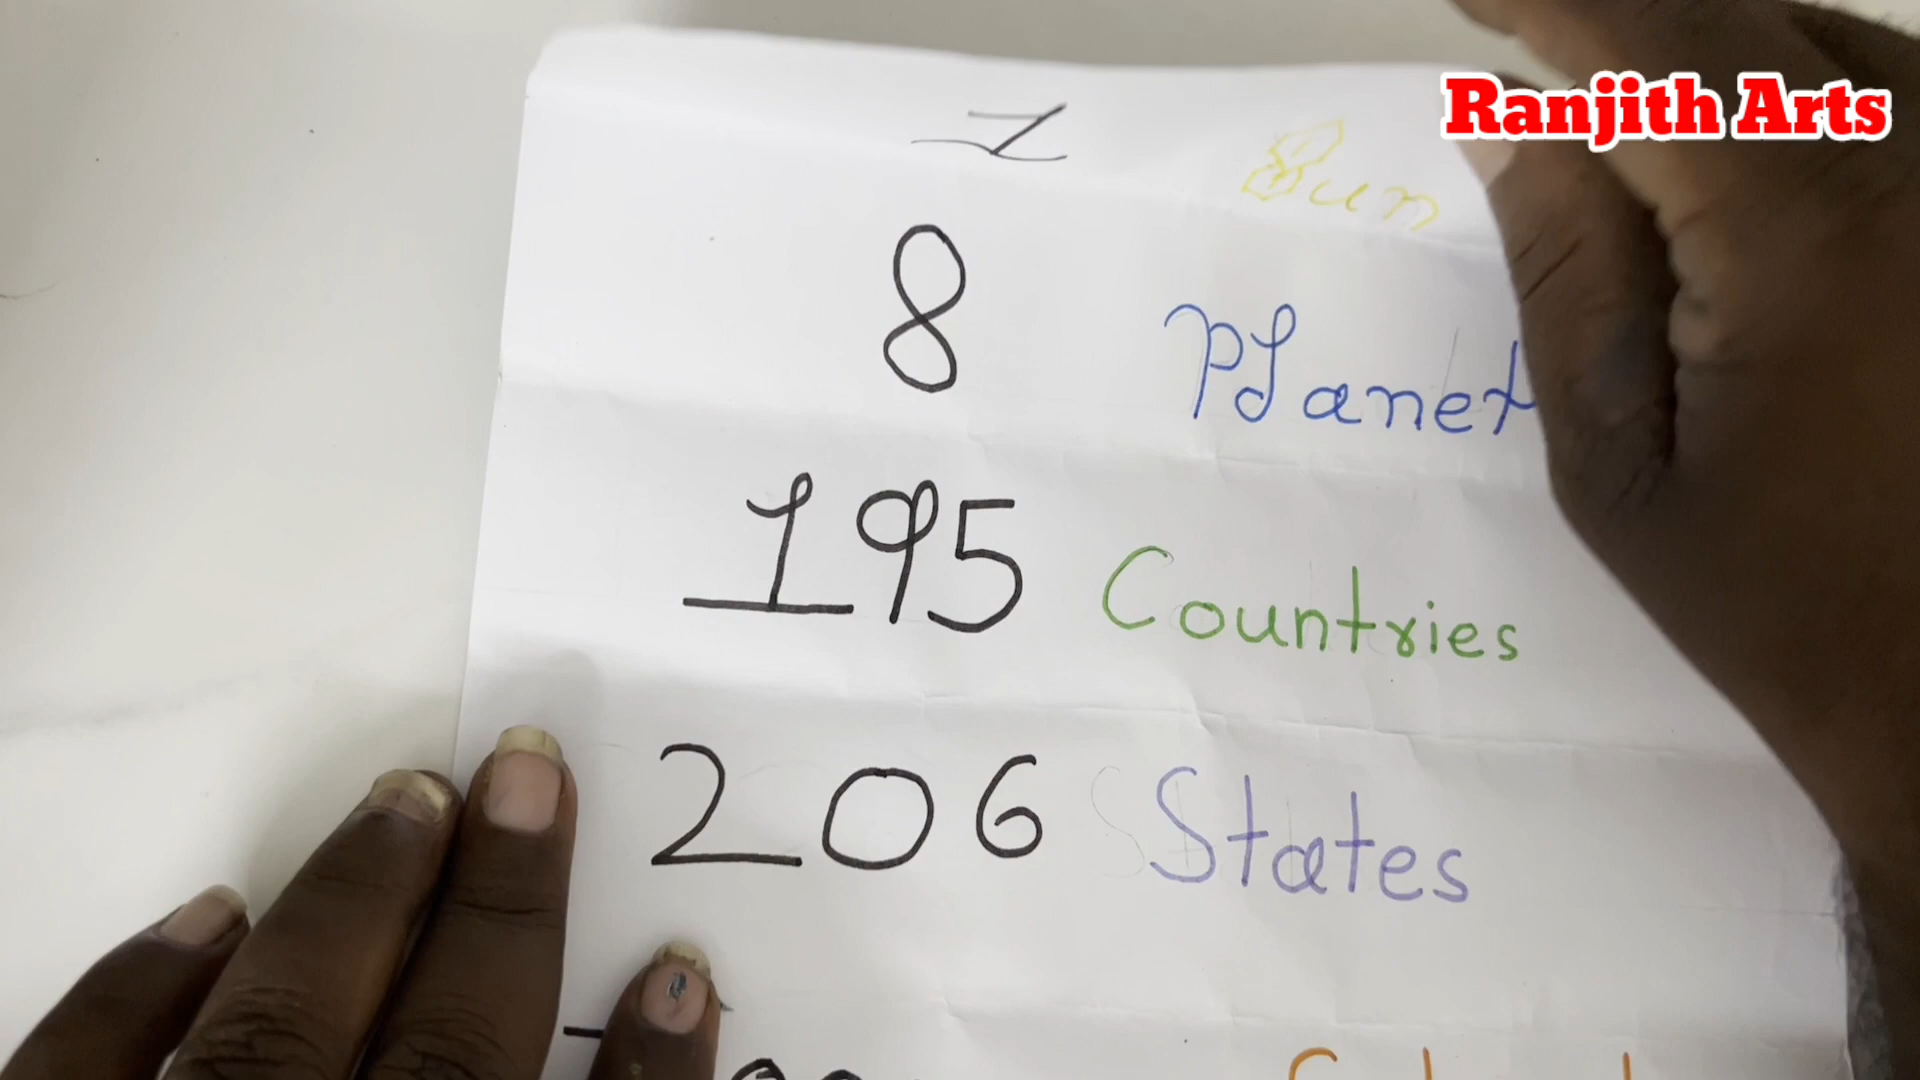 Ranjith Arts
1 Sun
8 Planet
195 Countries
206 States